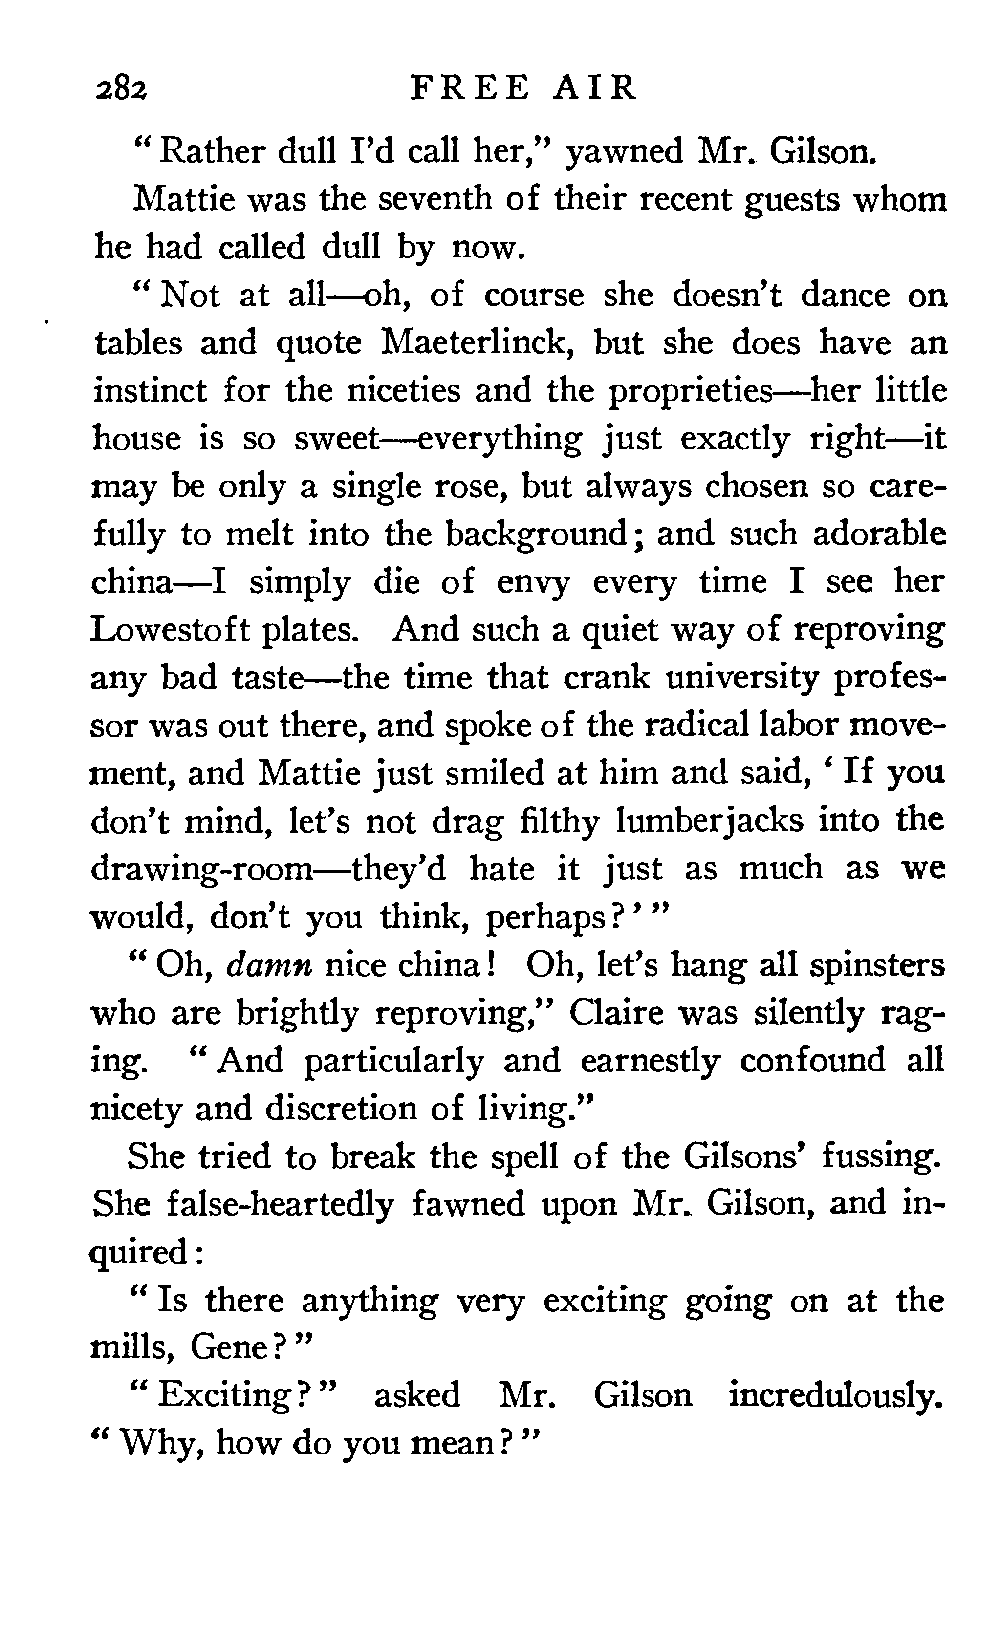 282 FREE AIR
“Rather dull I’d call her,” yawned Mr. Gilson.
Mattie was the seventh of their recent guests whom
he had called dull by now.
“Not at all—oh, of course she doesn’t dance on
tables and quote Maeterlinck, but she does have an
instinct for the niceties and the proprieties—her little
house is so sweet—everything just exactly right—it
may be only a single rose, but always chosen so care-
fully to melt into the background; and such adorable
china—I simply die of envy every time I see her
Lowestoft plates. And such a quiet way of reproving
any bad taste—the time that crank university profes-
sor was out there, and spoke of the radical labor move-
ment, and Mattie just smiled at him and said, ‘If you
don’t mind, let’s not drag filthy lumberjacks into the
drawing-room—they’d hate it just as much as we
would, don’t you think, perhaps?’”
“Oh, damn nice china! Oh, let’s hang all spinsters
who are brightly reproving,” Claire was silently rag-
ing. “And particularly and earnestly confound all
nicety and discretion of living.”
She tried to break the spell of the Gilsons’ fussing.
She false-heartedly fawned upon Mr. Gilson, and in-
quired:
“Is there anything very exciting going on at the
mills, Gene?”
“Exciting?” asked Mr. Gilson incredulously.
“Why, how do you mean?”